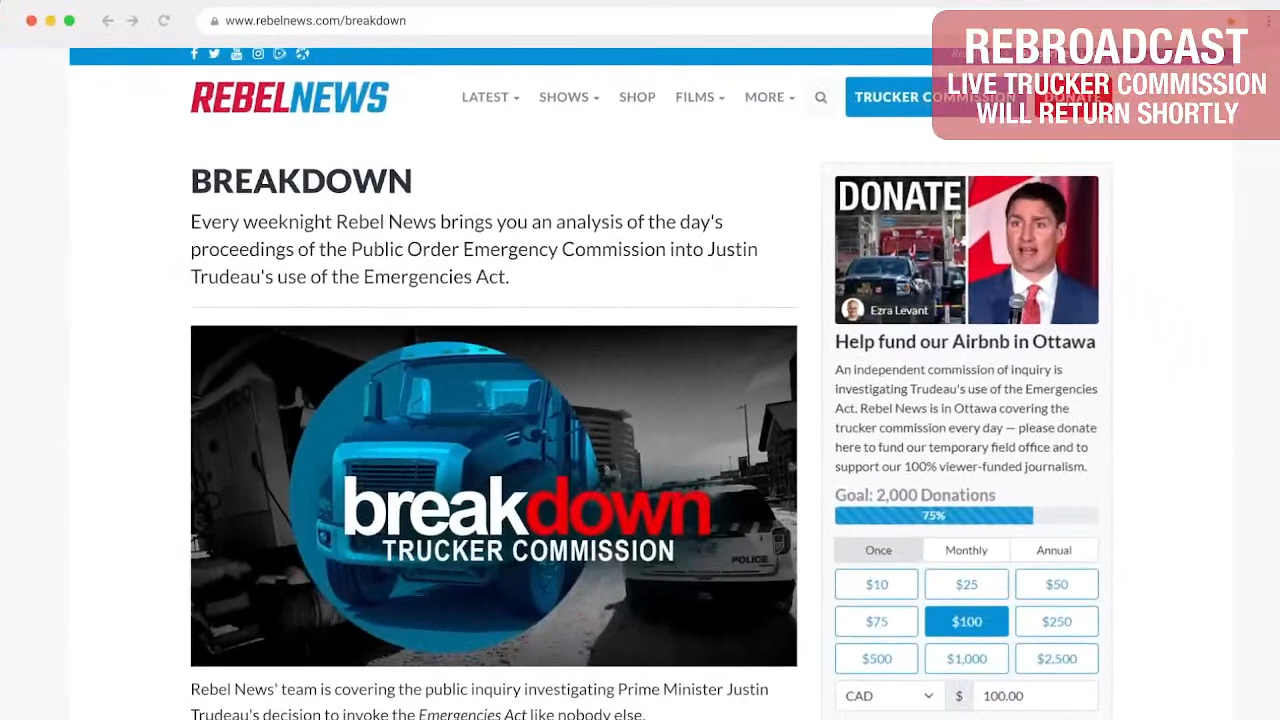 www.rebelnews.com/breakdown
REBROADCAST
LIVE TRUCKER COMMISSION
WILL RETURN SHORTLY
REBELNEWS
LATEST
SHOWS
SHOP
FILMS
MORE
TRUCKER COMMISSION
DONATE
BREAKDOWN
Every weeknight Rebel News brings you an analysis of the day's
proceedings of the Public Order Emergency Commission into Justin
Trudeau's use of the Emergencies Act.
breakdown
TRUCKER COMMISSION
POLICE
Rebel News' team is covering the public inquiry investigating Prime Minister Justin
Trudeau's decision to invoke the Emergencies Act like nobody else.
DONATE
Ezra Levant
Help fund our Airbnb in Ottawa
An independent commission of inquiry is
investigating Trudeau's use of the Emergencies
Act. Rebel News is in Ottawa covering the
trucker commission every day — please donate
here to fund our temporary field office and to
support our 100% viewer-funded journalism.
Goal: 2,000 Donations
75%
Once Monthly Annual
$10 $25 $50
$75 $100 $250
$500 $1,000 $2,500
CAD $ 100.00